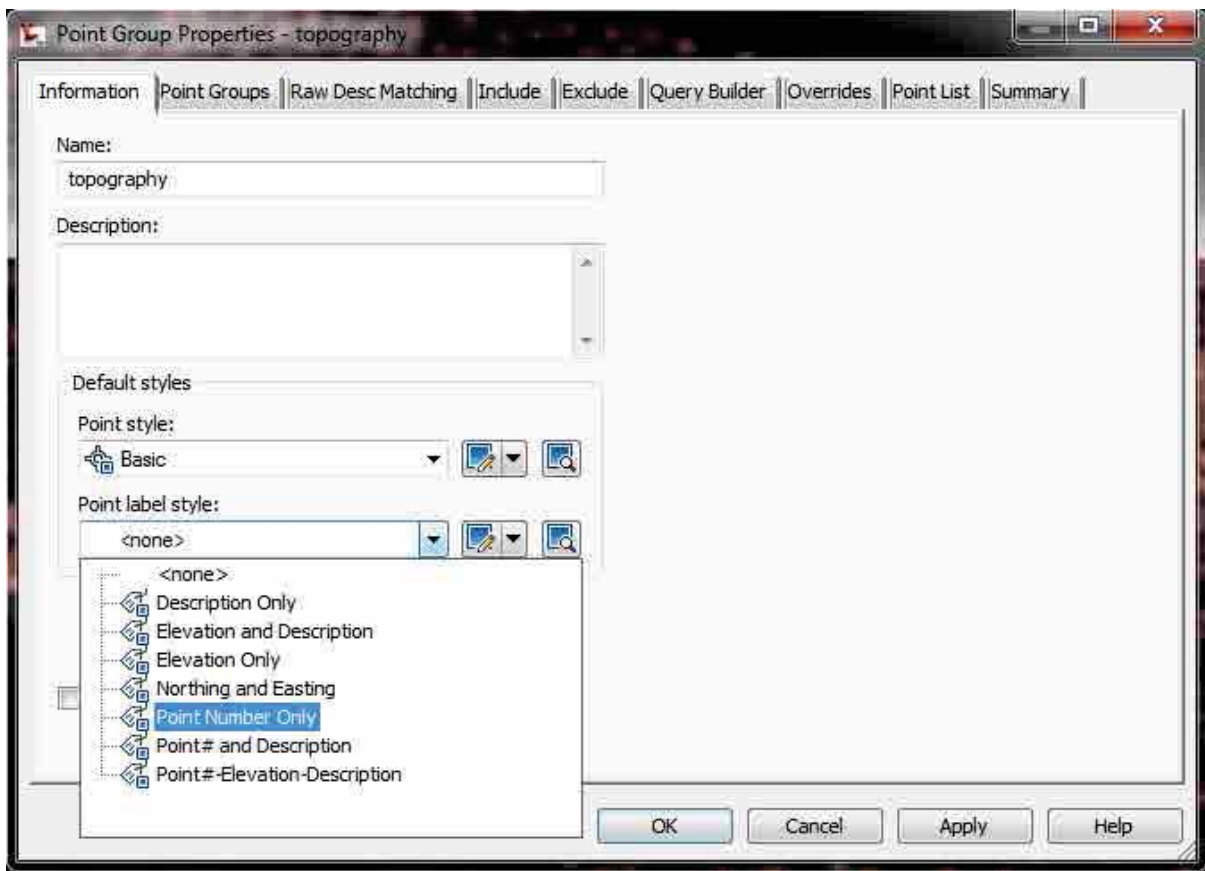 Point Group Properties - topography
Information Point Groups Raw Desc Matching Include Exclude Query Builder Overrides Point List Summary
Name:
topography
Description:
Default styles
Point style:
Basic
Point label style:
<none>
<none>
Description Only
Elevation and Description
Elevation Only
Northing and Easting
Point Number Only
Point# and Description
Point#-Elevation-Description
OK Cancel Apply Help